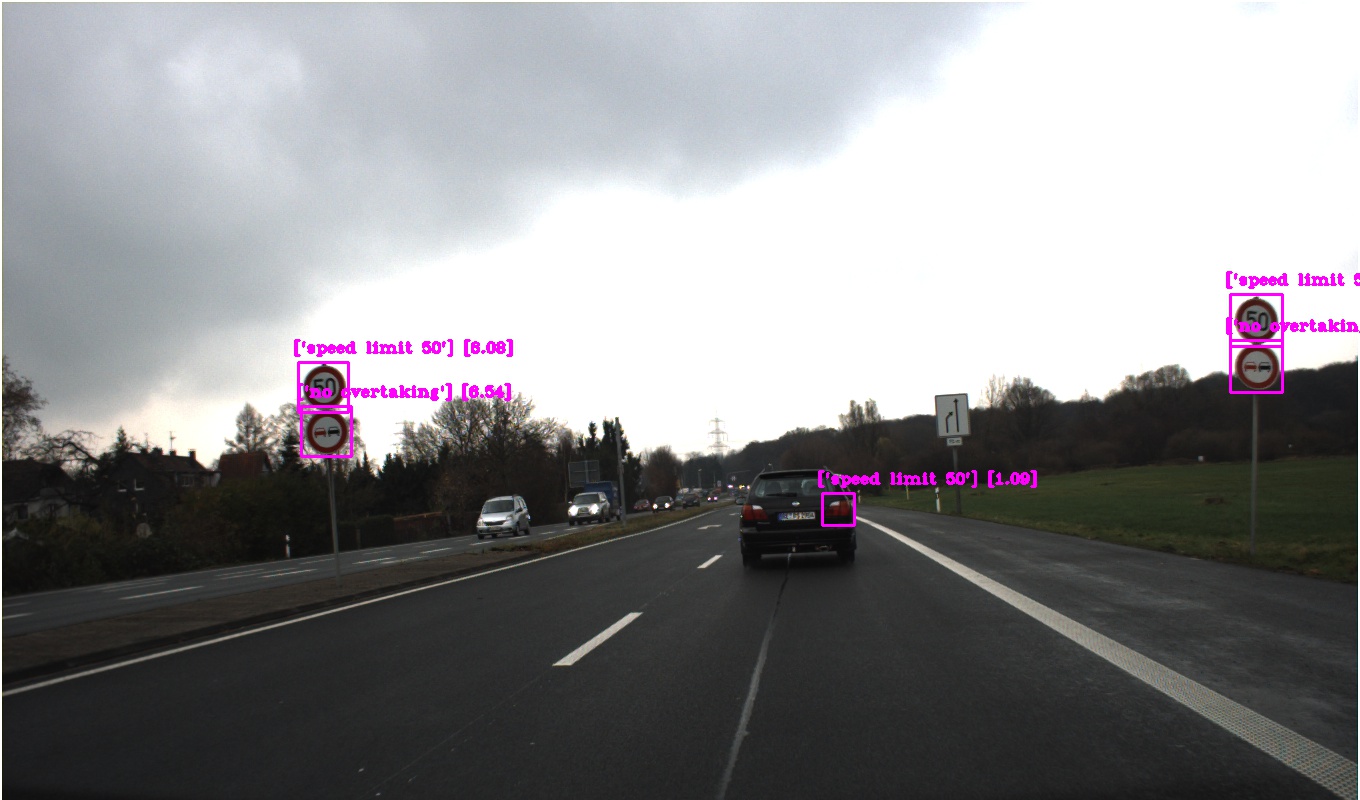 ['speed limit 5
50
['no overtakin
['speed limit 50'] [6.08]
50
['no overtaking'] [6.54]
['speed limit 50'] [1.09]